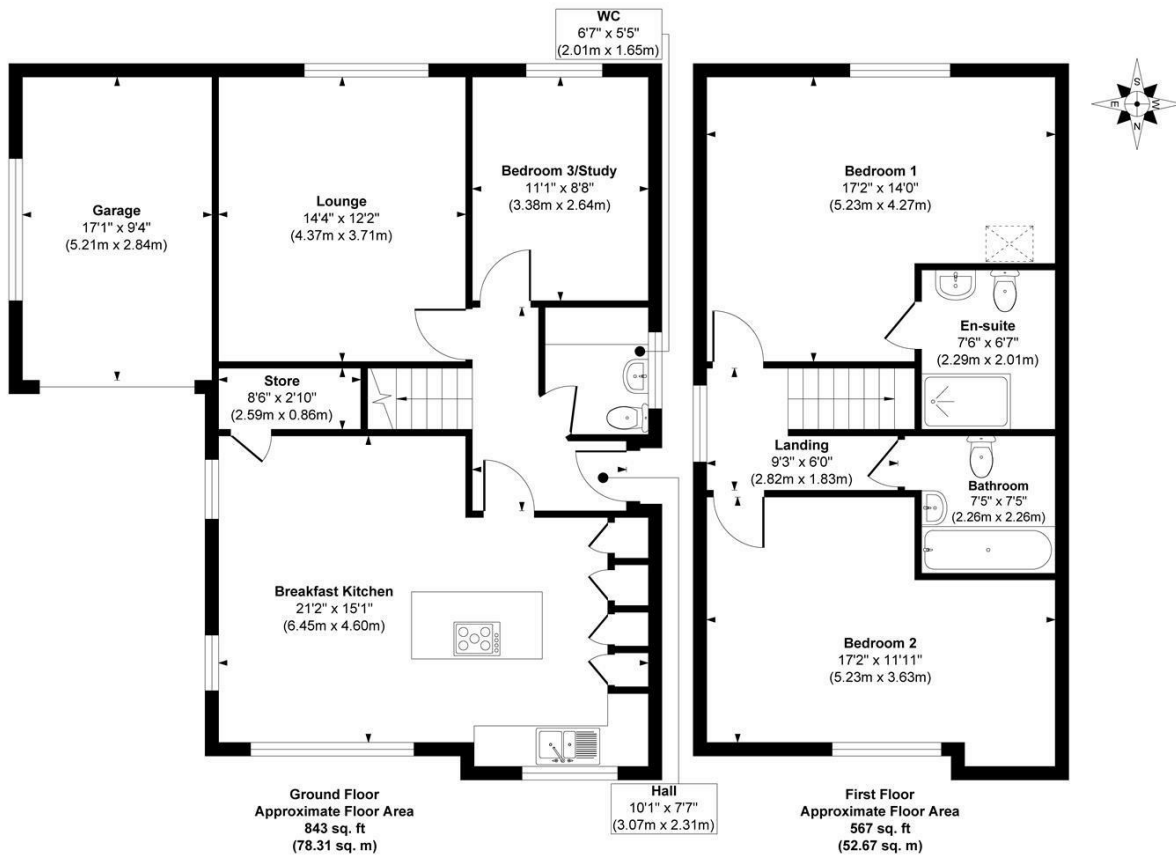 WC
6'7" x 5'5"
(2.01m x 1.65m)
S
E
W
N
Garage
17'1" x 9'4"
(5.21m x 2.84m)
Lounge
14'4" x 12'2"
(4.37m x 3.71m)
Bedroom 3/Study
11'1" x 8'8"
(3.38m x 2.64m)
Bedroom 1
17'2" x 14'0"
(5.23m x 4.27m)
En-suite
7'6" x 6'7"
(2.29m x 2.01m)
Store
8'6" x 2'10"
(2.59m x 0.86m)
Landing
9'3" x 6'0"
(2.82m x 1.83m)
Bathroom
7'5" x 7'5"
(2.26m x 2.26m)
Breakfast Kitchen
21'2" x 15'1"
(6.45m x 4.60m)
Bedroom 2
17'2" x 11'11"
(5.23m x 3.63m)
Hall
10'1" x 7'7"
(3.07m x 2.31m)
Ground Floor
Approximate Floor Area
843 sq. ft
(78.31 sq. m)
First Floor
Approximate Floor Area
567 sq. ft
(52.67 sq. m)